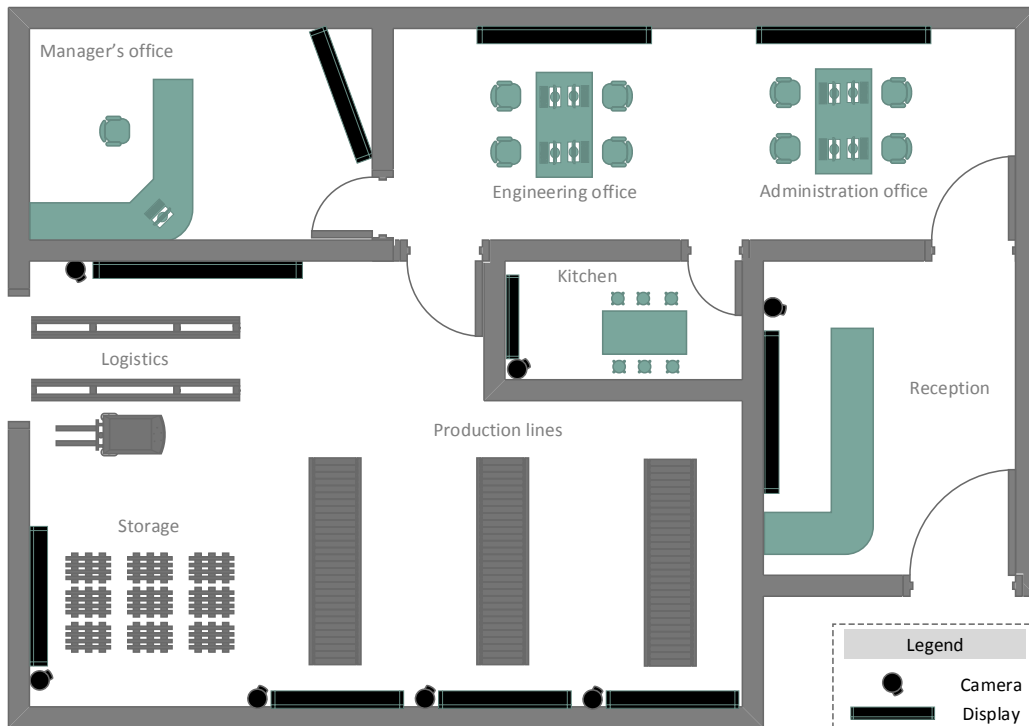 Manager's office
Engineering office
Administration office
Kitchen
Logistics
Reception
Production lines
Storage
Legend
Camera
Display